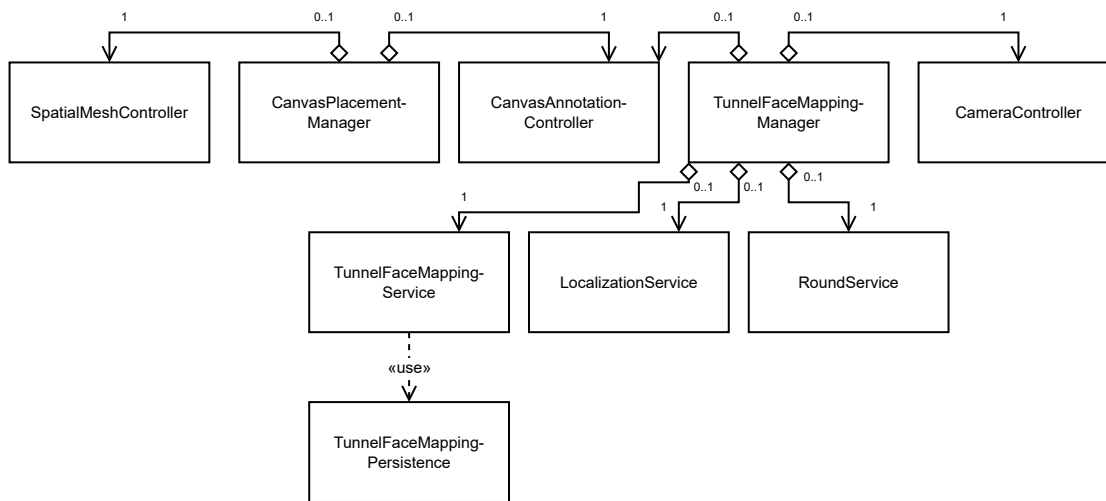 1
0..1
0..1
1
0..1
0..1
1
SpatialMeshController
CanvasPlacement-
Manager
CanvasAnnotation-
Controller
TunnelFaceMapping-
Manager
CameraController
0..1
0..1
0..1
1
1
1
TunnelFaceMapping-
Service
LocalizationService
RoundService
«use»
TunnelFaceMapping-
Persistence